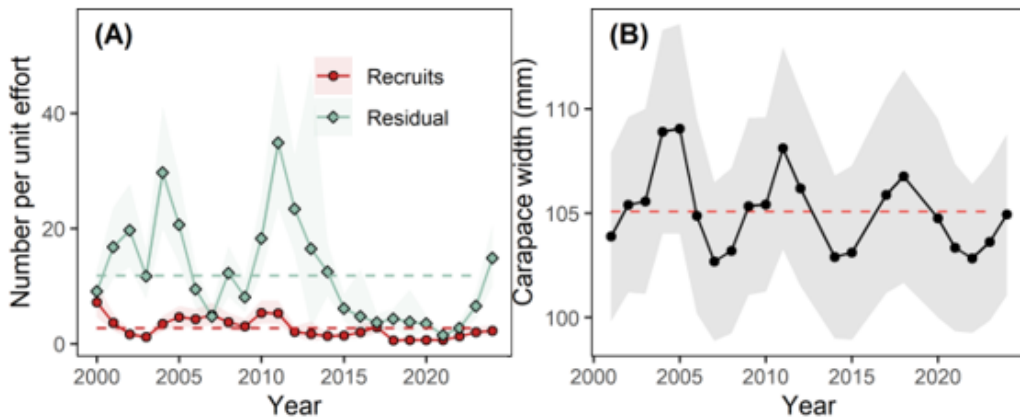 (A)
Number per unit effort
40
20
0
Recruits
Residual
2000 2005 2010 2015 2020
Year
(B)
Carapace width (mm)
110
105
100
2000 2005 2010 2015 2020
Year